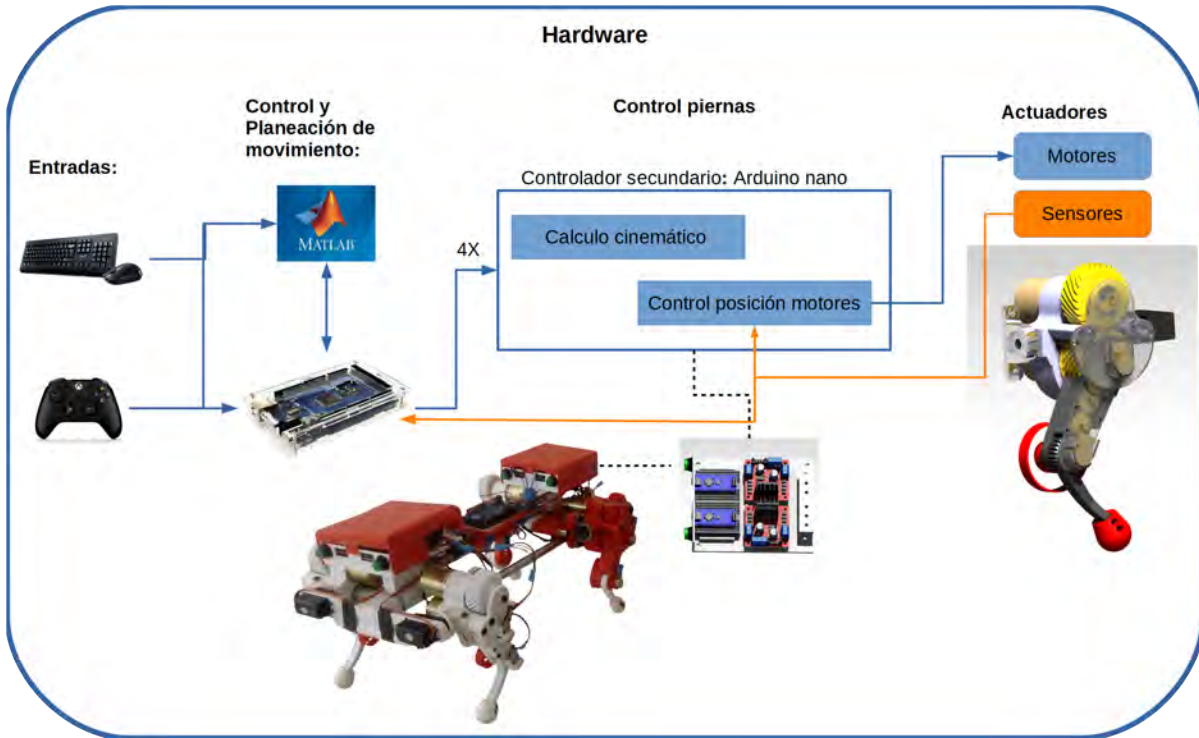 Hardware
Entradas:
Control y
Planeación de
movimiento:
MATLAB
Control piernas
4X
Controlador secundario: Arduino nano
Calculo cinemático
Control posición motores
Actuadores
Motores
Sensores